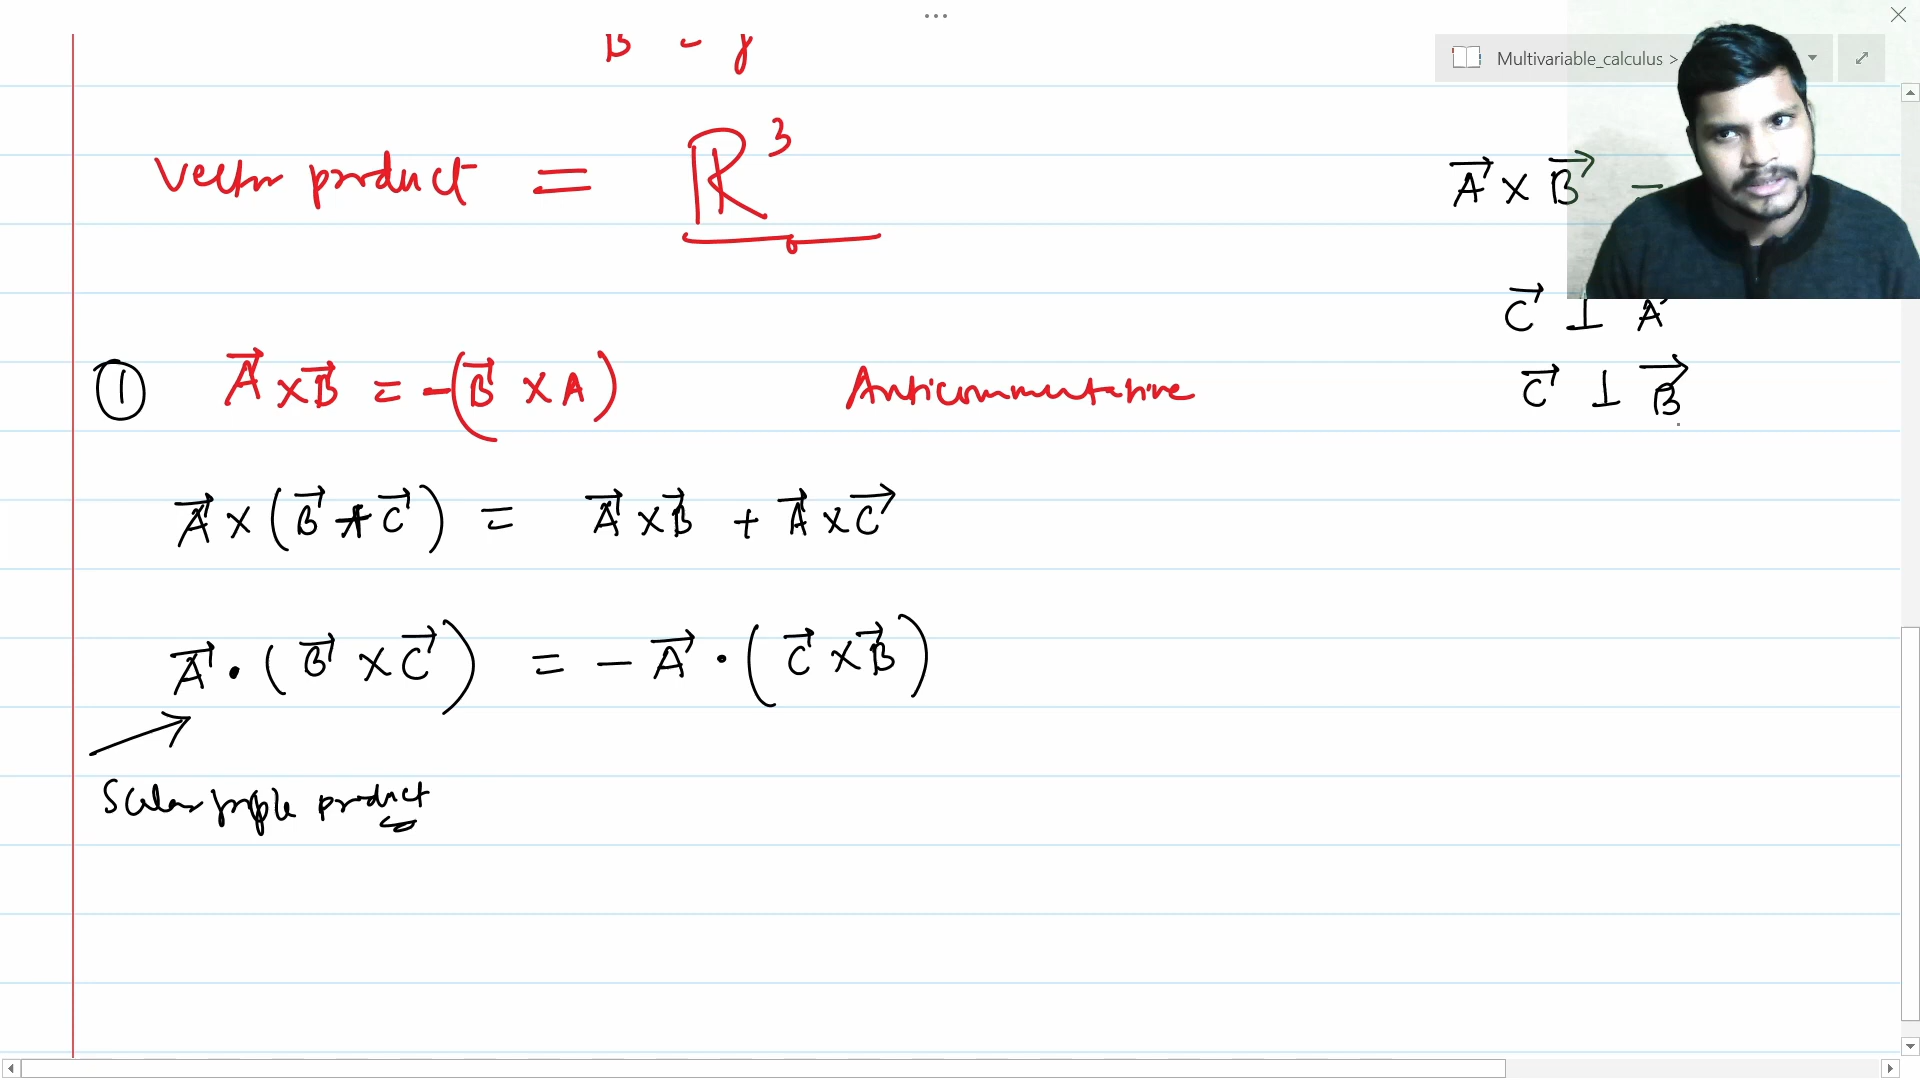 B - y
Multivariable_calculus >
Vector product = ℝ³
A⃗ × B⃗ =
C⃗ ⊥ A⃗
C⃗ ⊥ B⃗
① A⃗ × B⃗ = -(B⃗ × A) Anticommutative
A⃗ × (B⃗ + C⃗) = A⃗ × B⃗ + A⃗ × C⃗
A⃗ · (B⃗ × C⃗) = - A⃗ · (C⃗ × B⃗)
Scalar triple product